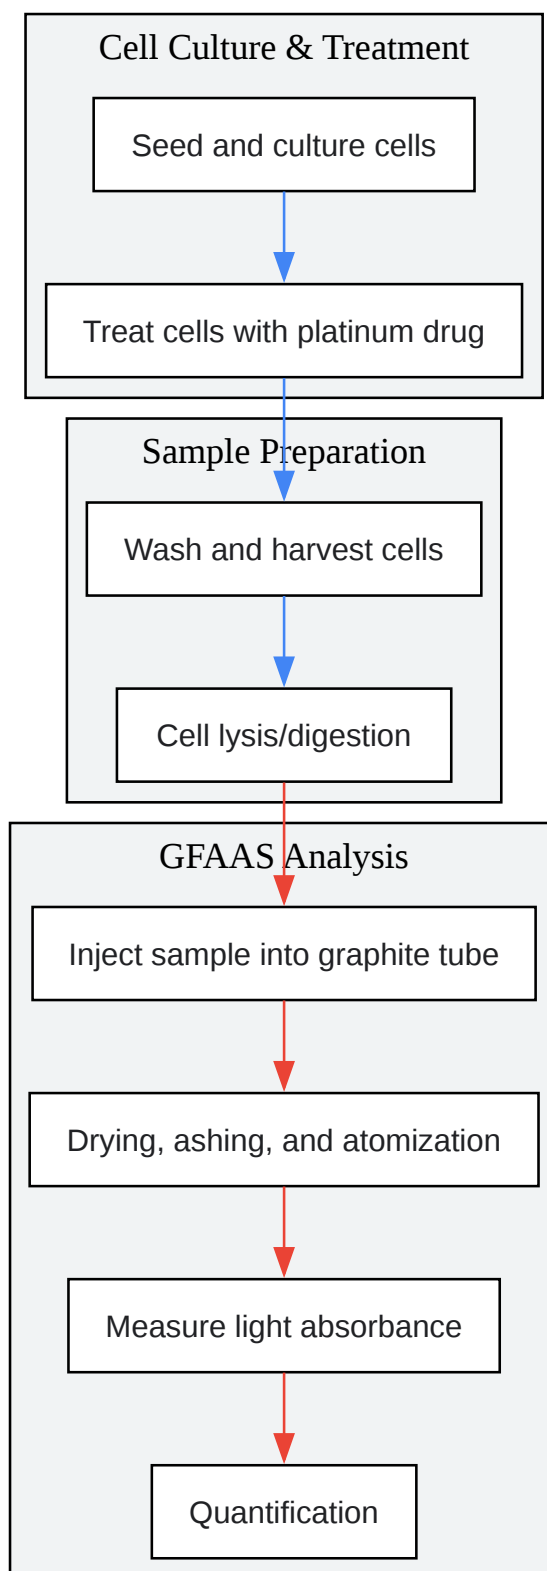 Cell Culture & Treatment
Seed and culture cells
Treat cells with platinum drug
Sample Preparation
Wash and harvest cells
Cell lysis/digestion
GFAAS Analysis
Inject sample into graphite tube
Drying, ashing, and atomization
Measure light absorbance
Quantification